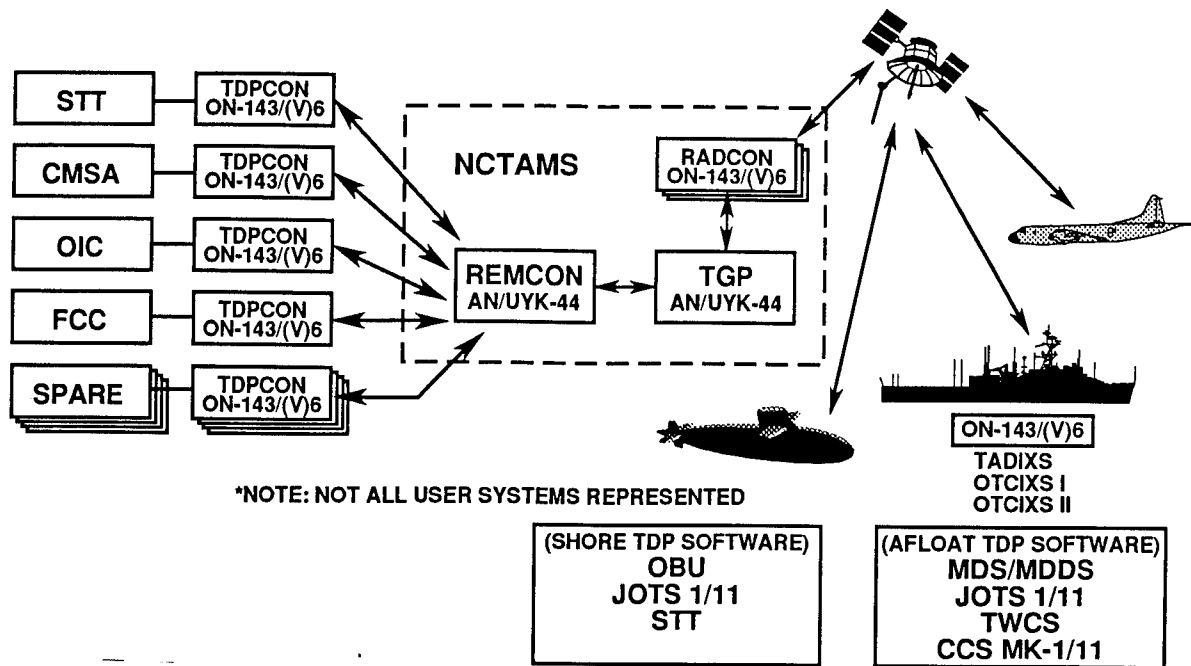 STT
TDPCON
ON-143/(V)6
CMSA
TDPCON
ON-143/(V)6
OIC
TDPCON
ON-143/(V)6
FCC
TDPCON
ON-143/(V)6
SPARE
TDPCON
ON-143/(V)6
NCTAMS
RADCON
ON-143/(V)6
REMCON
AN/UYK-44
TGP
AN/UYK-44
ON-143/(V)6
TADIXS
OTCIXS I
OTCIXS II
*NOTE: NOT ALL USER SYSTEMS REPRESENTED
(SHORE TDP SOFTWARE)
OBU
JOTS 1/11
STT
(AFLOAT TDP SOFTWARE)
MDS/MDDS
JOTS 1/11
TWCS
CCS MK-1/11